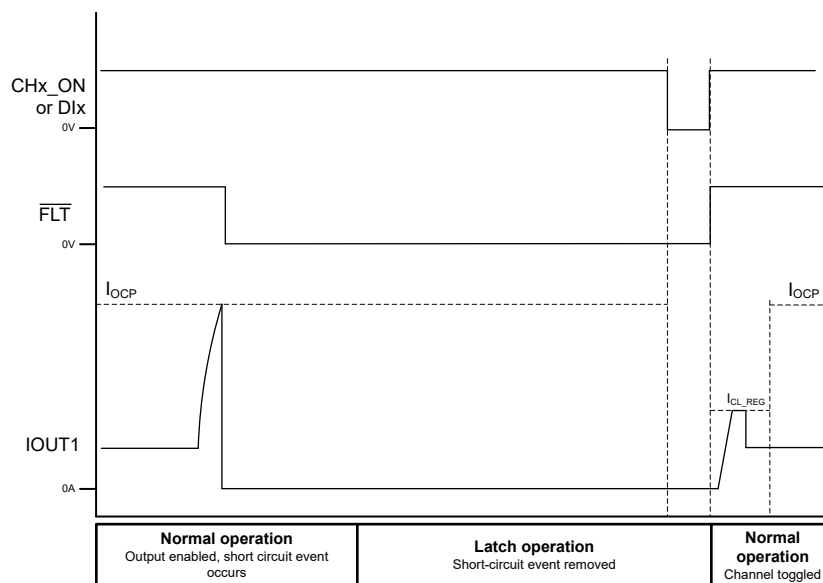 CHx_ON
or DIx
0V
FLT
0V
IOCP
IOCP
ICL_REG
IOUT1
0A
Normal operation
Output enabled, short circuit event
occurs
Latch operation
Short-circuit event removed
Normal
operation
Channel toggled